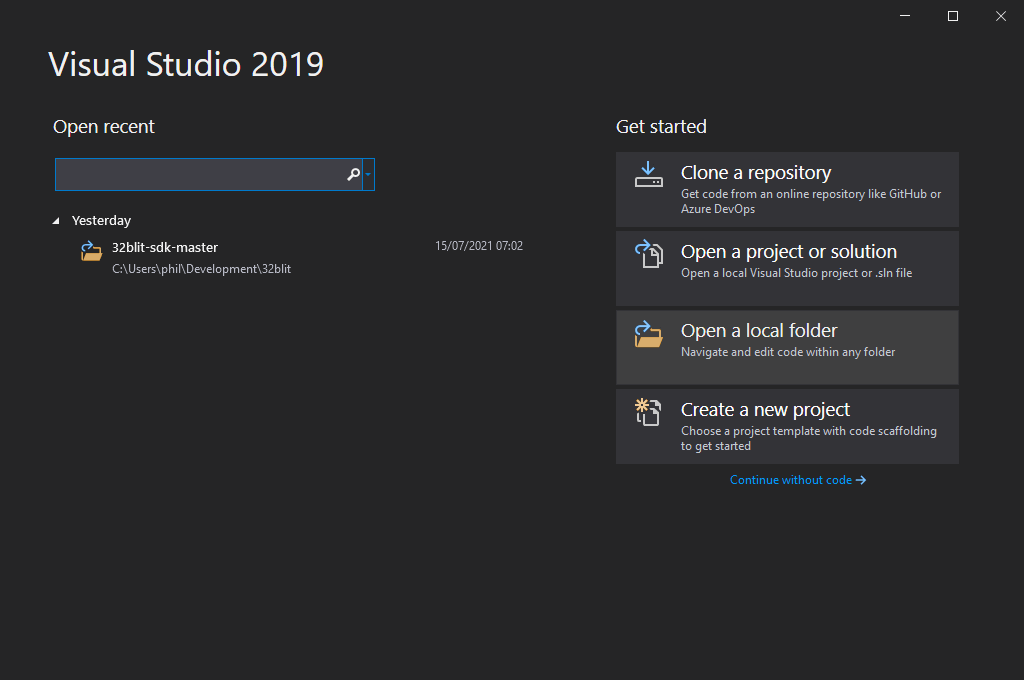 Visual Studio 2019
Open recent
Yesterday
32blit-sdk-master 15/07/2021 07:02
C:\Users\phil\Development\32blit
Get started
Clone a repository
Get code from an online repository like GitHub or
Azure DevOps
Open a project or solution
Open a local Visual Studio project or .sln file
Open a local folder
Navigate and edit code within any folder
Create a new project
Choose a project template with code scaffolding
to get started
Continue without code